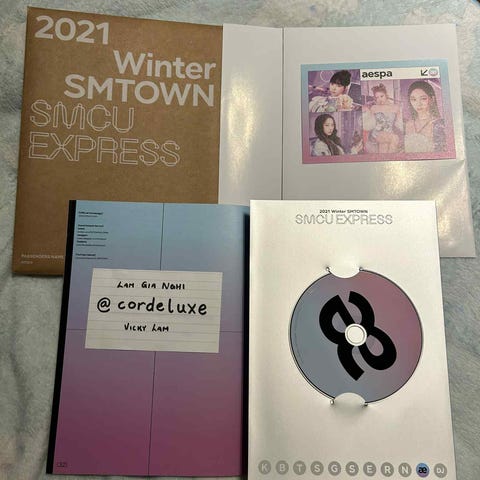 2021
Winter
SMTOWN
SMCU
EXPRESS
PASSENGERS NAME
aespa
2021 Winter SMTOWN
SMCU EXPRESS
LAM GIA NGHI
@cordeluxe
VICKY LAM
æ
K B T S G S E R N æ DJ